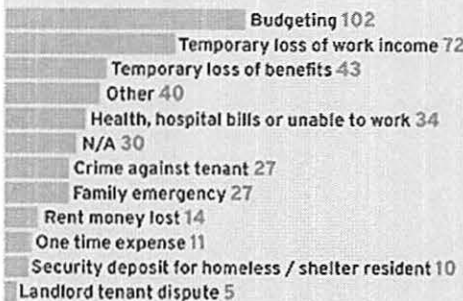 Budgeting 102
Temporary loss of work income 72
Temporary loss of benefits 43
Other 40
Health, hospital bills or unable to work 34
N/A 30
Crime against tenant 27
Family emergency 27
Rent money lost 14
One time expense 11
Security deposit for homeless / shelter resident 10
Landlord tenant dispute 5